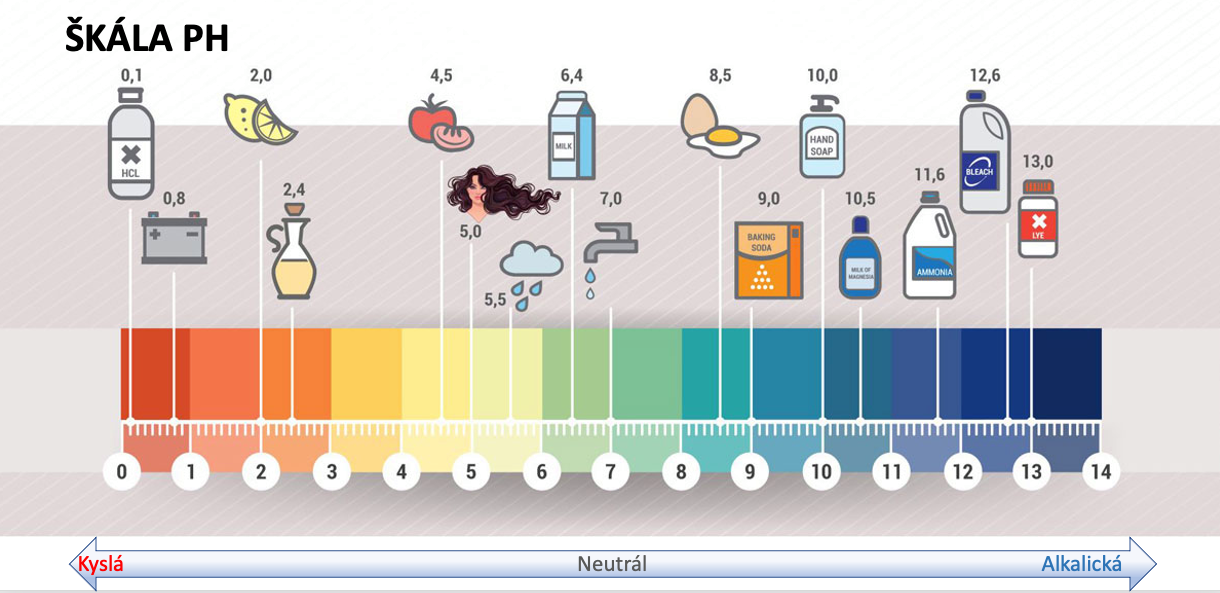 ŠKÁLA PH
0,1
2,0
4,5
6,4
8,5
10,0
12,6
HCL
MILK
HAND
SOAP
BLEACH
13,0
LYE
0,8
2,4
5,0
5,5
7,0
9,0
BAKING
SODA
10,5
MILK OF
MAGNESIA
11,6
AMMONIA
0 1 2 3 4 5 6 7 8 9 10 11 12 13 14
Kyslá Neutrál Alkalická